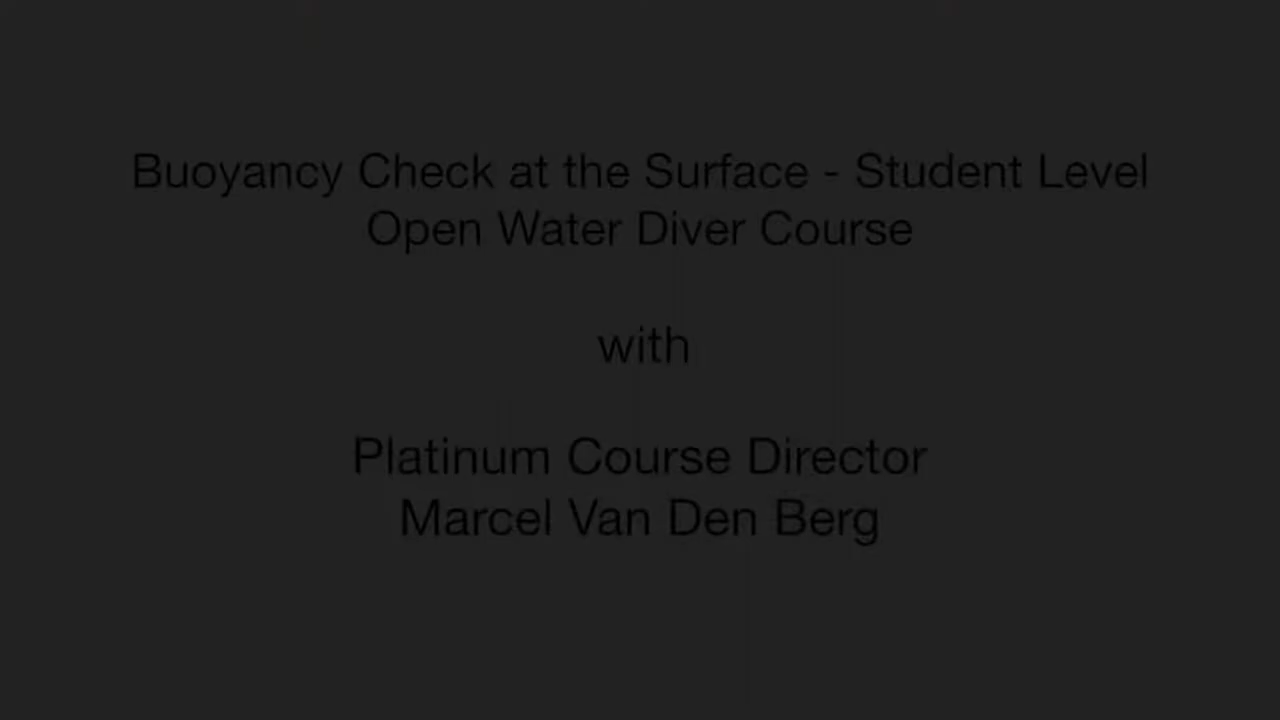 Buoyancy Check at the Surface - Student Level
Open Water Diver Course
with
Platinum Course Director
Marcel Van Den Berg